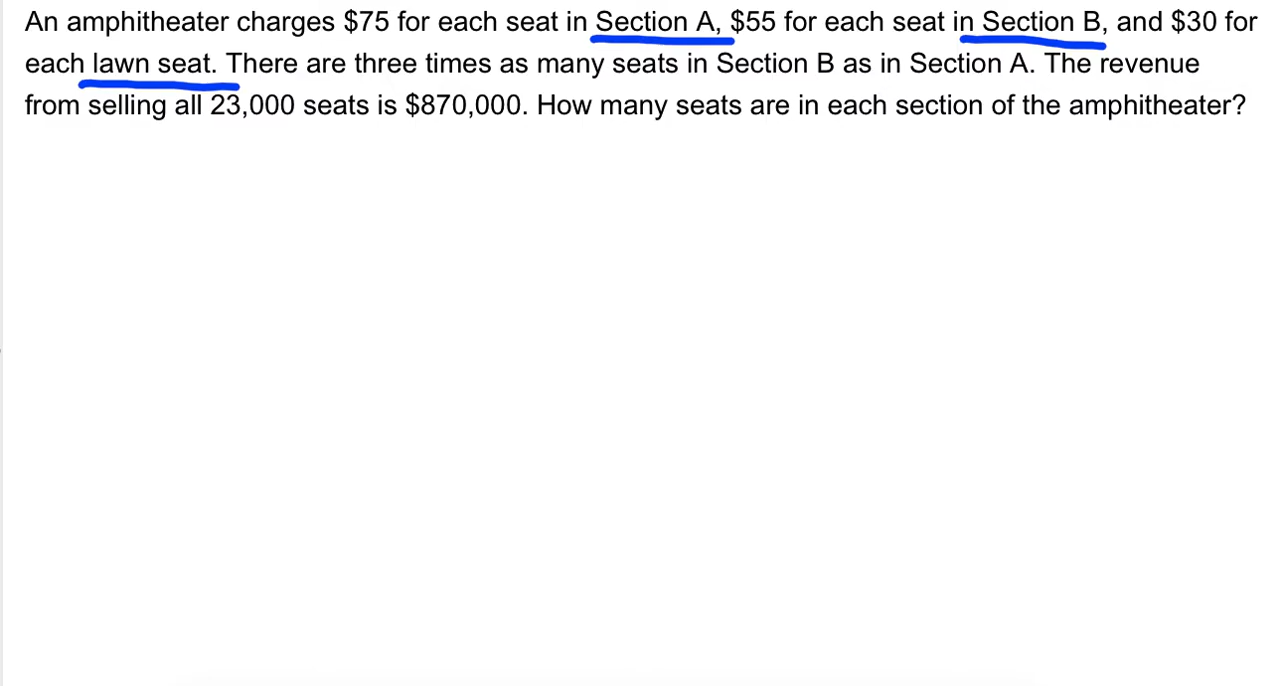 An amphitheater charges $75 for each seat in Section A, $55 for each seat in Section B, and $30 for
each lawn seat. There are three times as many seats in Section B as in Section A. The revenue
from selling all 23,000 seats is $870,000. How many seats are in each section of the amphitheater?